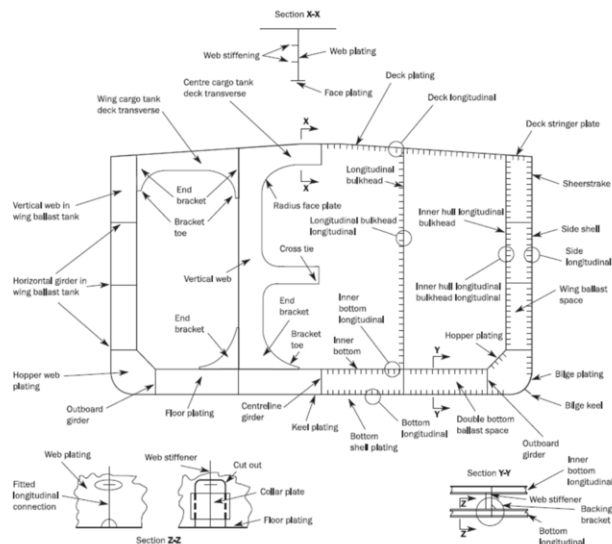 Section X-X
Web stiffening
Web plating
Face plating
Centre cargo tank
deck transverse
Wing cargo tank
deck transverse
Deck plating
Deck longitudinal
Deck stringer plate
X
X
Vertical web in
wing ballast tank
End
bracket
Bracket
toe
Radius face plate
Longitudinal
bulkhead
Longitudinal bulkhead
longitudinal
Inner hull longitudinal
bulkhead
Sheerstrake
Side shell
Side
longitudinal
Horizontal girder in
wing ballast tank
Vertical web
Cross tie
Inner hull longitudinal
bulkhead longitudinal
Wing ballast
space
End
bracket
End
bracket
Bracket
toe
Inner
bottom
longitudinal
Inner
bottom
Y
Y
Hopper plating
Hopper web
plating
Outboard
girder
Floor plating
Centreline
girder
Keel plating
Bottom
shell plating
Bottom
longitudinal
Double bottom
ballast space
Bilge plating
Bilge keel
Outboard
girder
Web plating
Fitted
longitudinal
connection
Web stiffener
Cut out
Collar plate
Floor plating
Section Z-Z
Section Y-Y
Inner
bottom
longitudinal
Web stiffener
Backing
bracket
Bottom
longitudinal
Z
Z